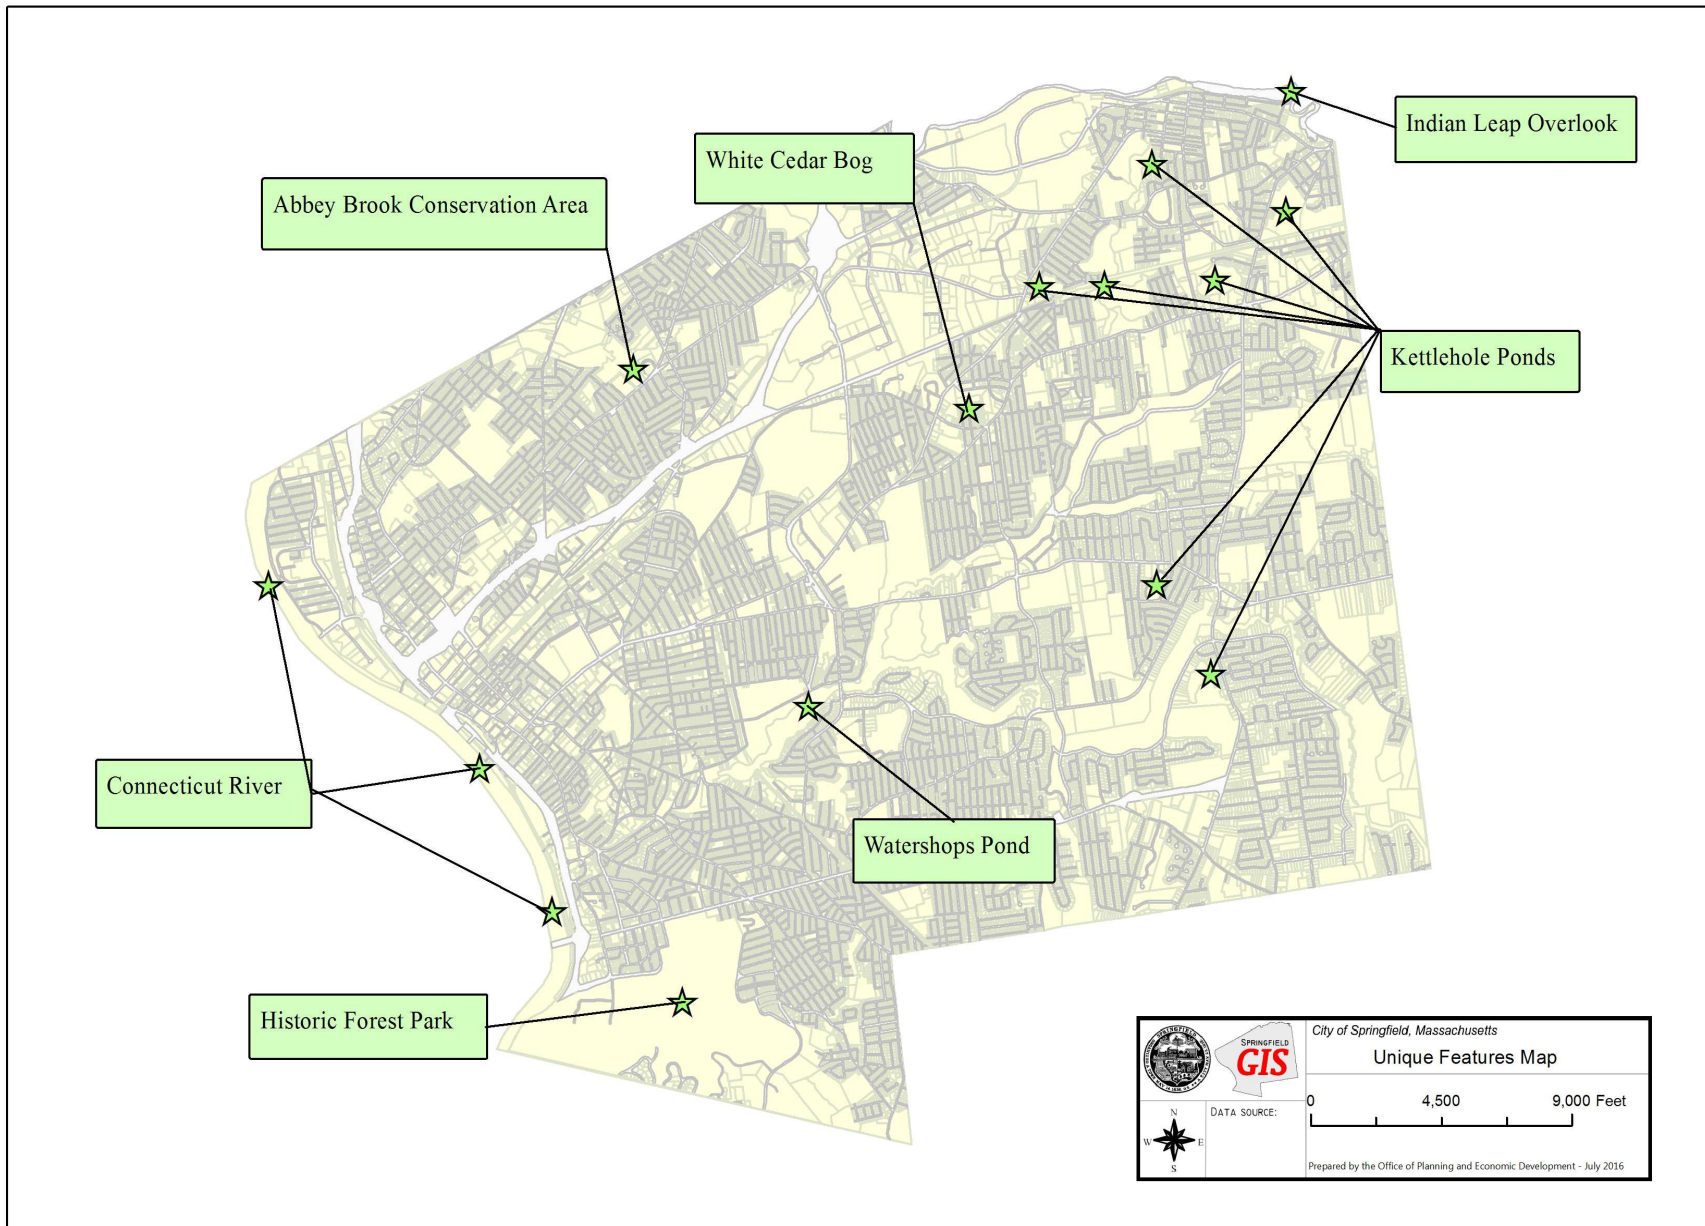 Indian Leap Overlook
White Cedar Bog
Abbey Brook Conservation Area
Kettlehole Ponds
Connecticut River
Watershops Pond
Historic Forest Park
City of Springfield, Massachusetts
Unique Features Map
SPRINGFIELD
GIS
0 4,500 9,000 Feet
DATA SOURCE:
N
W E
S
Prepared by the Office of Planning and Economic Development - July 2016